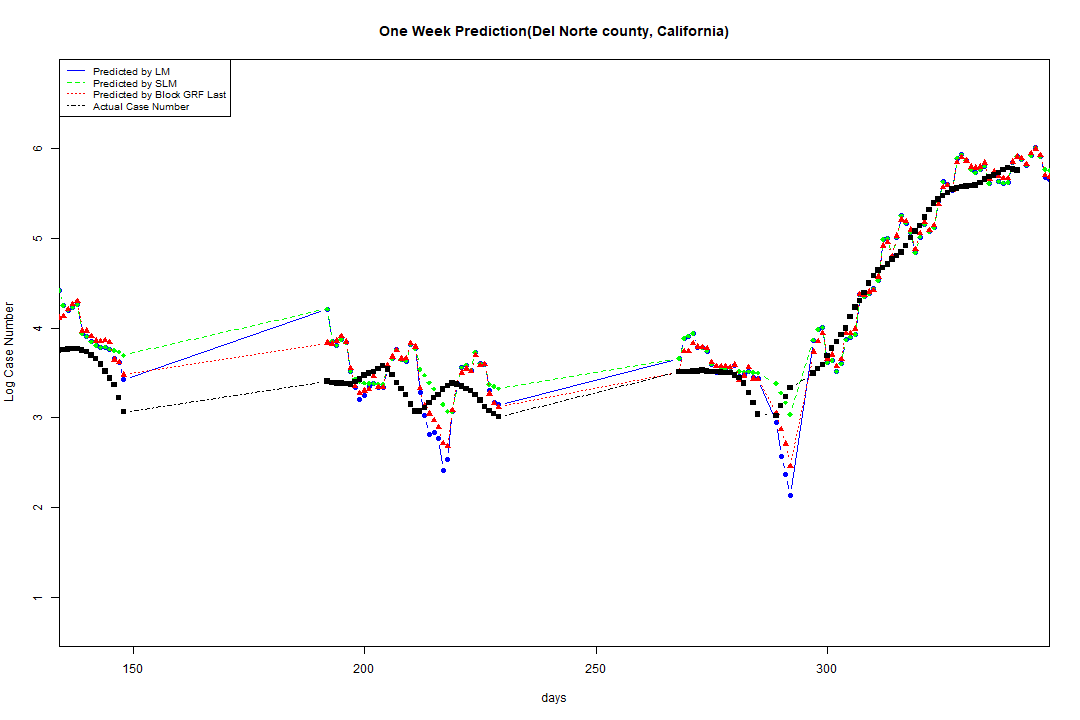 One Week Prediction(Del Norte county, California)
Predicted by LM
Predicted by SLM
Predicted by Block GRF Last
Actual Case Number
6
5
4
3
2
1
Log Case Number
150 200 250 300
days